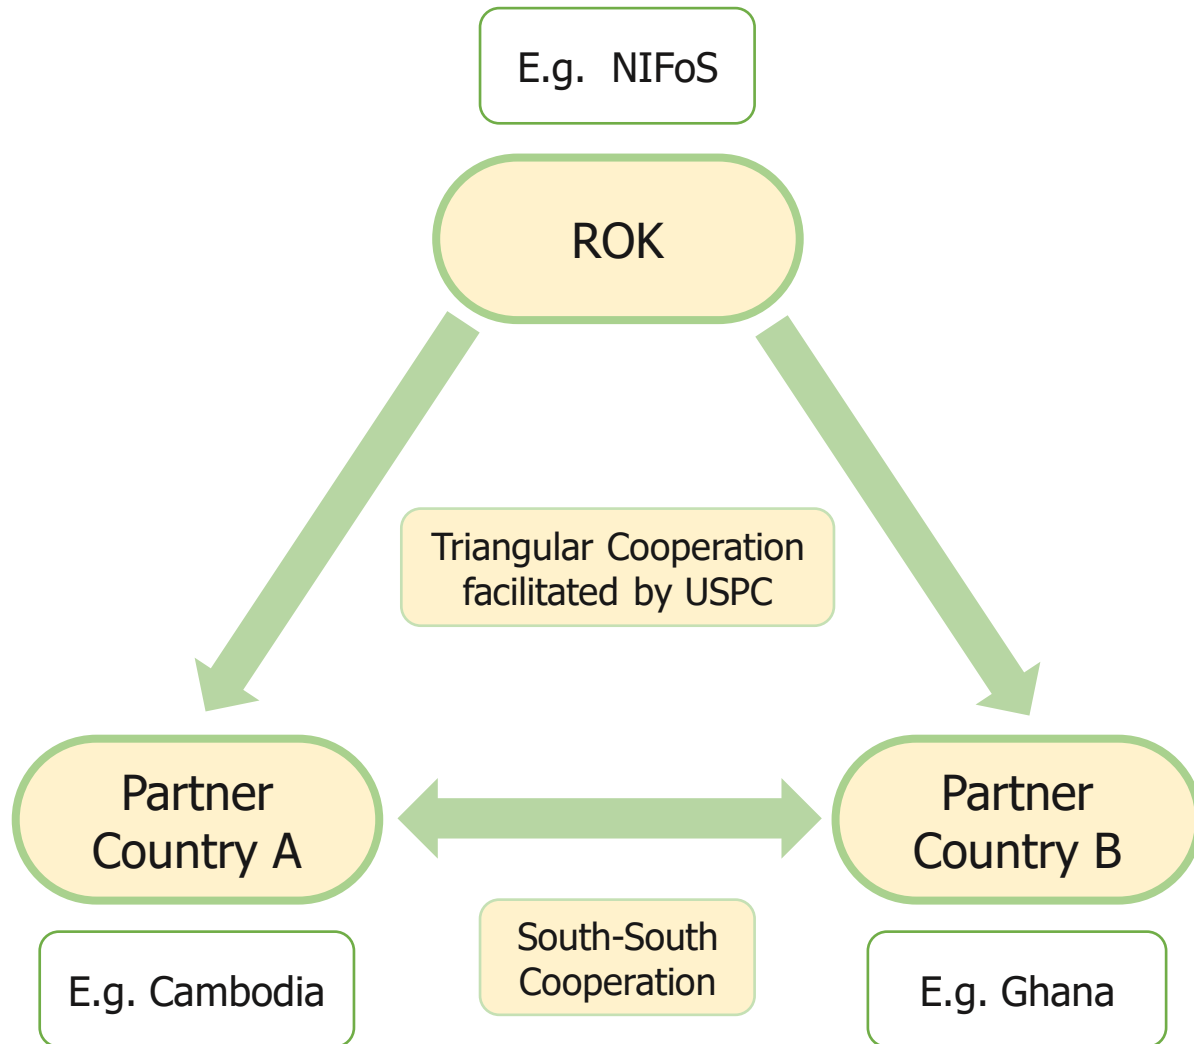 E.g. NIFoS
ROK
Triangular Cooperation
facilitated by USPC
Partner
Country A
Partner
Country B
South-South
Cooperation
E.g. Cambodia
E.g. Ghana